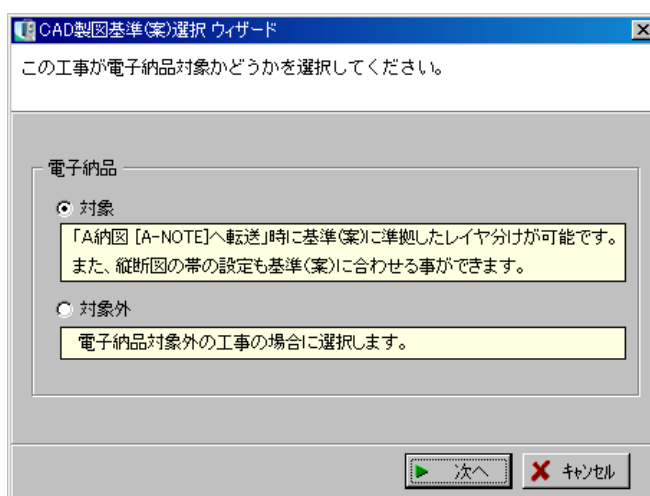 CAD製図基準(案)選択 ウィザード
この工事が電子納品対象かどうかを選択してください。
電子納品
対象
「A納図 [A-NOTE]へ転送」時に基準(案)に準拠したレイヤ分けが可能です。
また、縦断図の帯の設定も基準(案)に合わせる事ができます。
対象外
電子納品対象外の工事の場合に選択します。
次へ
ｷｬﾝｾﾙ